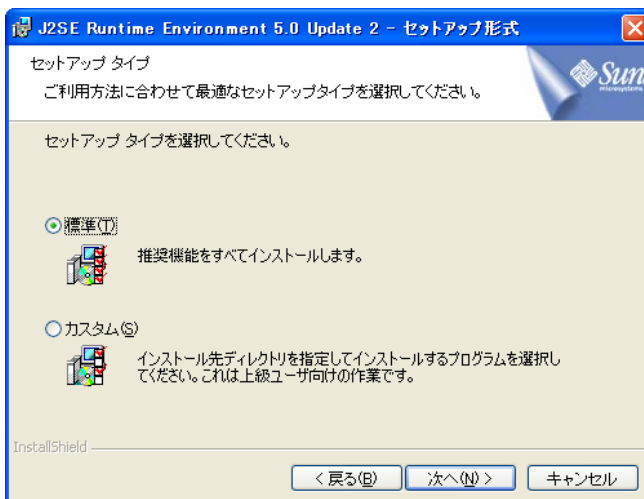 J2SE Runtime Environment 5.0 Update 2 - セットアップ形式
セットアップ タイプ
ご利用方法に合わせて最適なセットアップタイプを選択してください。
Sun
microsystems
セットアップ タイプを選択してください。
標準(T)
推奨機能をすべてインストールします。
カスタム(S)
インストール先ディレクトリを指定してインストールするプログラムを選択し
てください。これは上級ユーザ向けの作業です。
InstallShield
< 戻る(B)
次へ(N) >
キャンセル